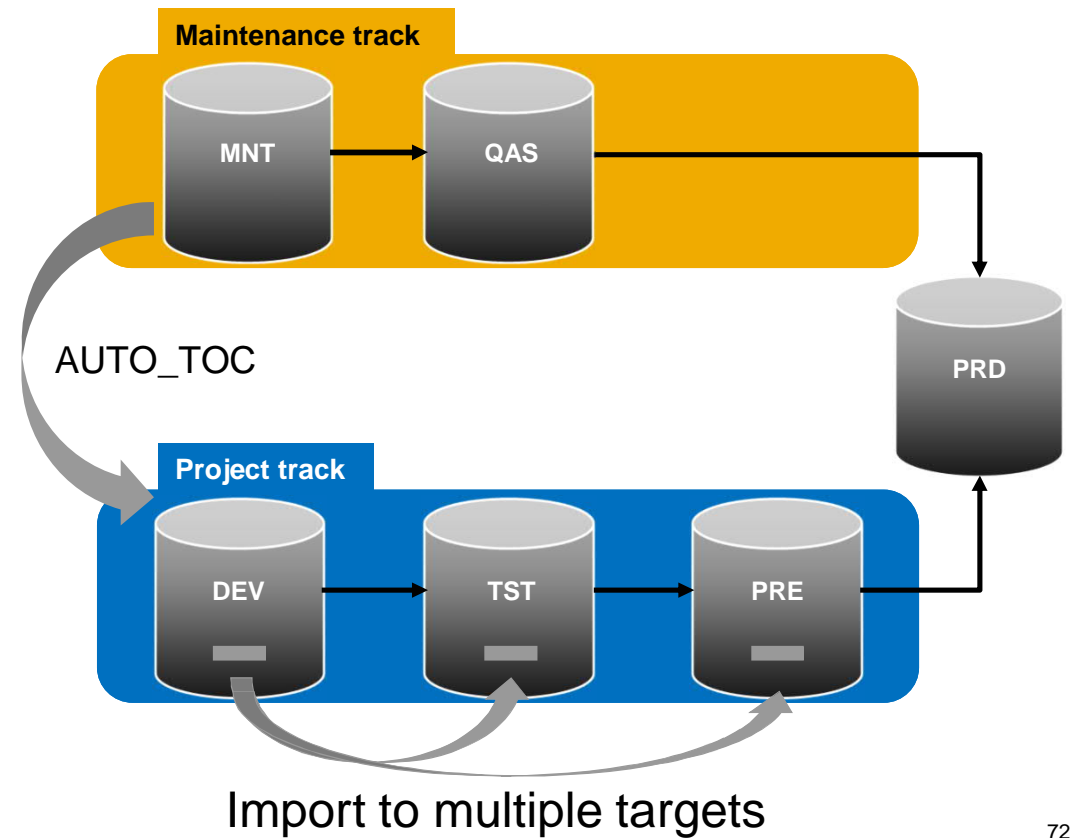 Maintenance track
MNT
QAS
AUTO_TOC
PRD
Project track
DEV
TST
PRE
Import to multiple targets
72